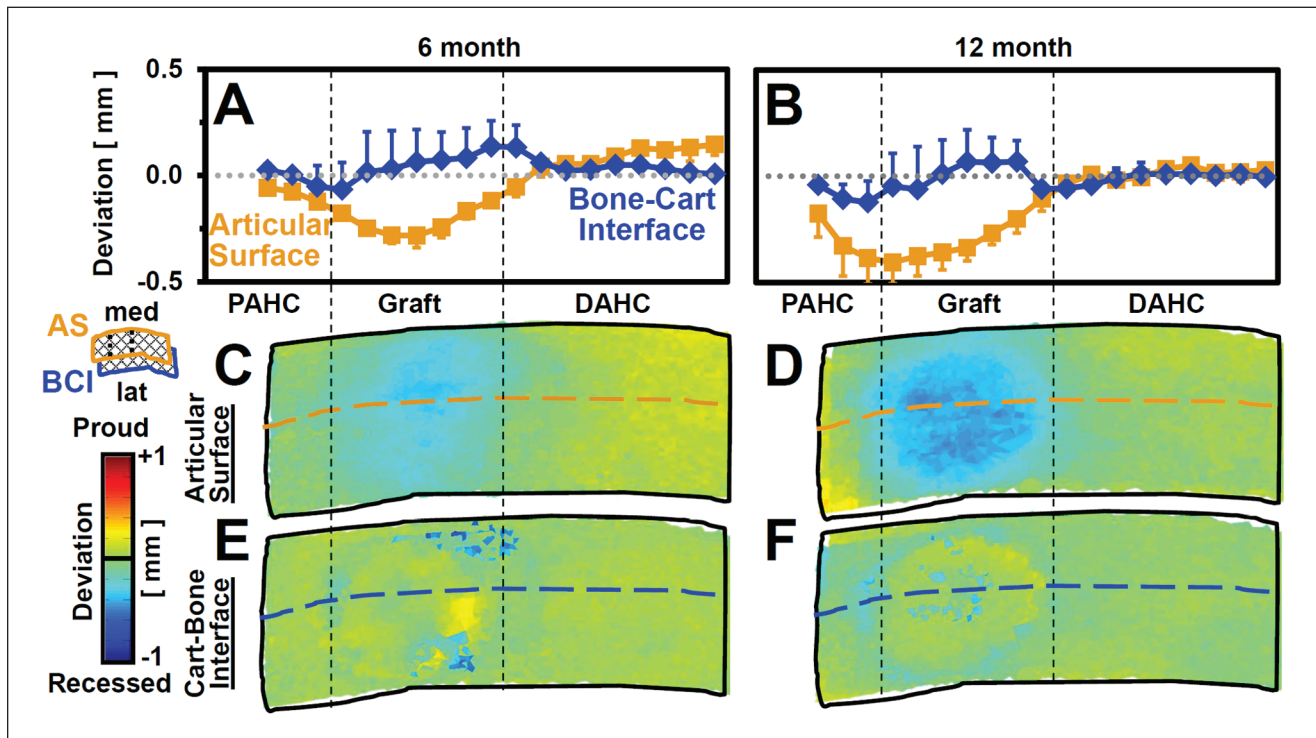 6 month
12 month
Deviation [ mm ]
0.5
0.0
-0.5
A
Articular
Surface
Bone-Cart
Interface
B
PAHC
Graft
DAHC
PAHC
Graft
DAHC
AS
med
BCI
lat
Proud
+1
Deviation
[ mm ]
-1
Recessed
Articular
Surface
C
D
Cart-Bone
Interface
E
F